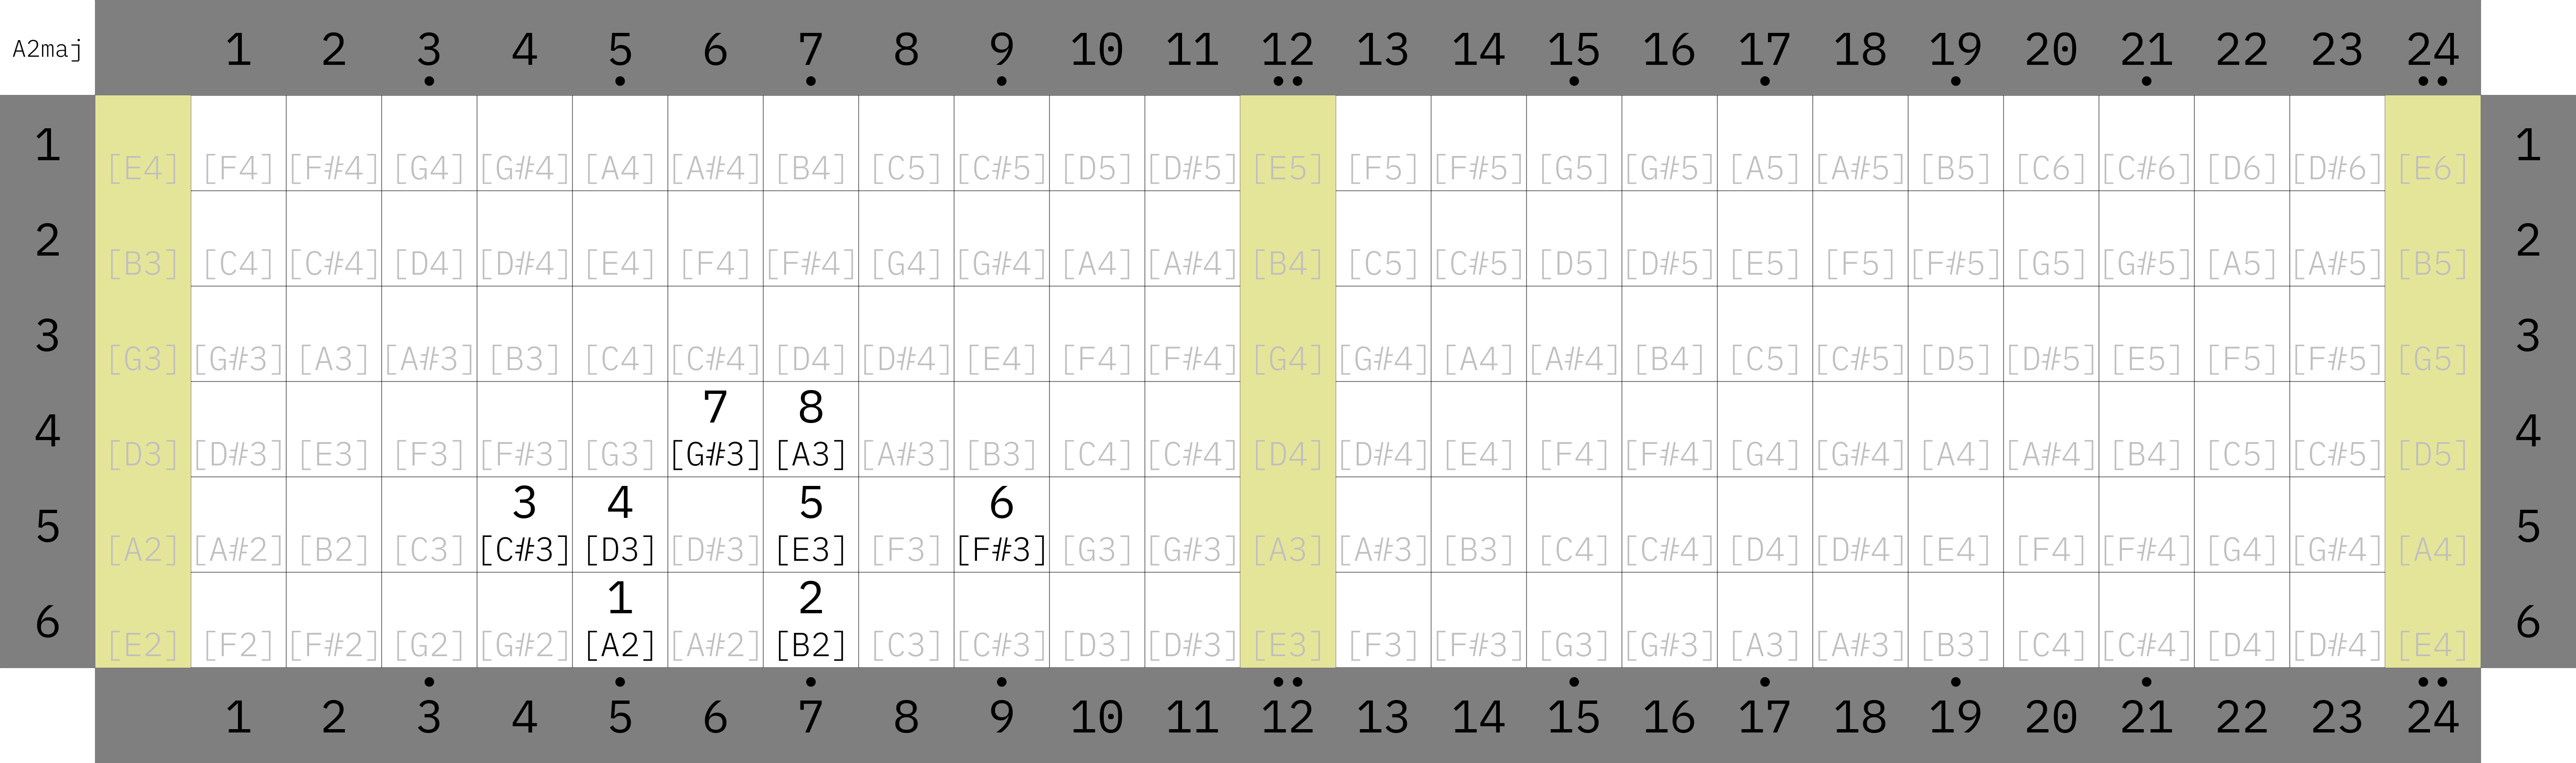 A2maj 1 2 3 4 5 6 7 8 9 10 11 12 13 14 15 16 17 18 19 20 21 22 23 24
1 [E4] [F4] [F#4] [G4] [G#4] [A4] [A#4] [B4] [C5] [C#5] [D5] [D#5] [E5] [F5] [F#5] [G5] [G#5] [A5] [A#5] [B5] [C6] [C#6] [D6] [D#6] [E6] 1
2 [B3] [C4] [C#4] [D4] [D#4] [E4] [F4] [F#4] [G4] [G#4] [A4] [A#4] [B4] [C5] [C#5] [D5] [D#5] [E5] [F5] [F#5] [G5] [G#5] [A5] [A#5] [B5] 2
3 [G3] [G#3] [A3] [A#3] [B3] [C4] [C#4] [D4] [D#4] [E4] [F4] [F#4] [G4] [G#4] [A4] [A#4] [B4] [C5] [C#5] [D5] [D#5] [E5] [F5] [F#5] [G5] 3
7 8
4 [D3] [D#3] [E3] [F3] [F#3] [G3] [G#3] [A3] [A#3] [B3] [C4] [C#4] [D4] [D#4] [E4] [F4] [F#4] [G4] [G#4] [A4] [A#4] [B4] [C5] [C#5] [D5] 4
3 4 5 6
5 [A2] [A#2] [B2] [C3] [C#3] [D3] [D#3] [E3] [F3] [F#3] [G3] [G#3] [A3] [A#3] [B3] [C4] [C#4] [D4] [D#4] [E4] [F4] [F#4] [G4] [G#4] [A4] 5
1 2
6 [E2] [F2] [F#2] [G2] [G#2] [A2] [A#2] [B2] [C3] [C#3] [D3] [D#3] [E3] [F3] [F#3] [G3] [G#3] [A3] [A#3] [B3] [C4] [C#4] [D4] [D#4] [E4] 6
1 2 3 4 5 6 7 8 9 10 11 12 13 14 15 16 17 18 19 20 21 22 23 24